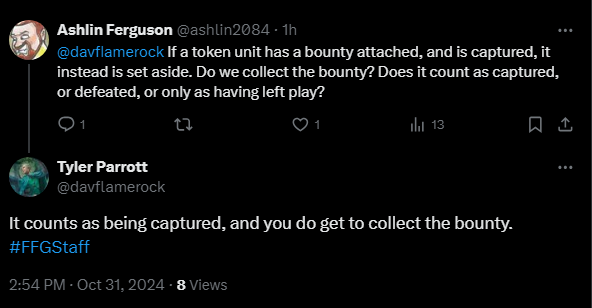 Ashlin Ferguson @ashlin2084 · 1h
@davflamerock If a token unit has a bounty attached, and is captured, it
instead is set aside. Do we collect the bounty? Does it count as captured,
or defeated, or only as having left play?
1 1 13
Tyler Parrott
@davflamerock
It counts as being captured, and you do get to collect the bounty.
#FFGStaff
2:54 PM · Oct 31, 2024 · 8 Views